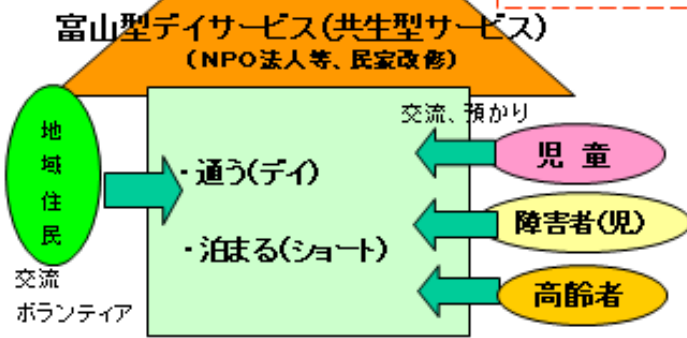 富山型デイサービス(共生型サービス)
(NPO法人等、民家改修)
地域住民
交流
ボランティア
・通う(デイ)
・泊まる(ショート)
交流、預かり
児童
障害者(児)
高齢者